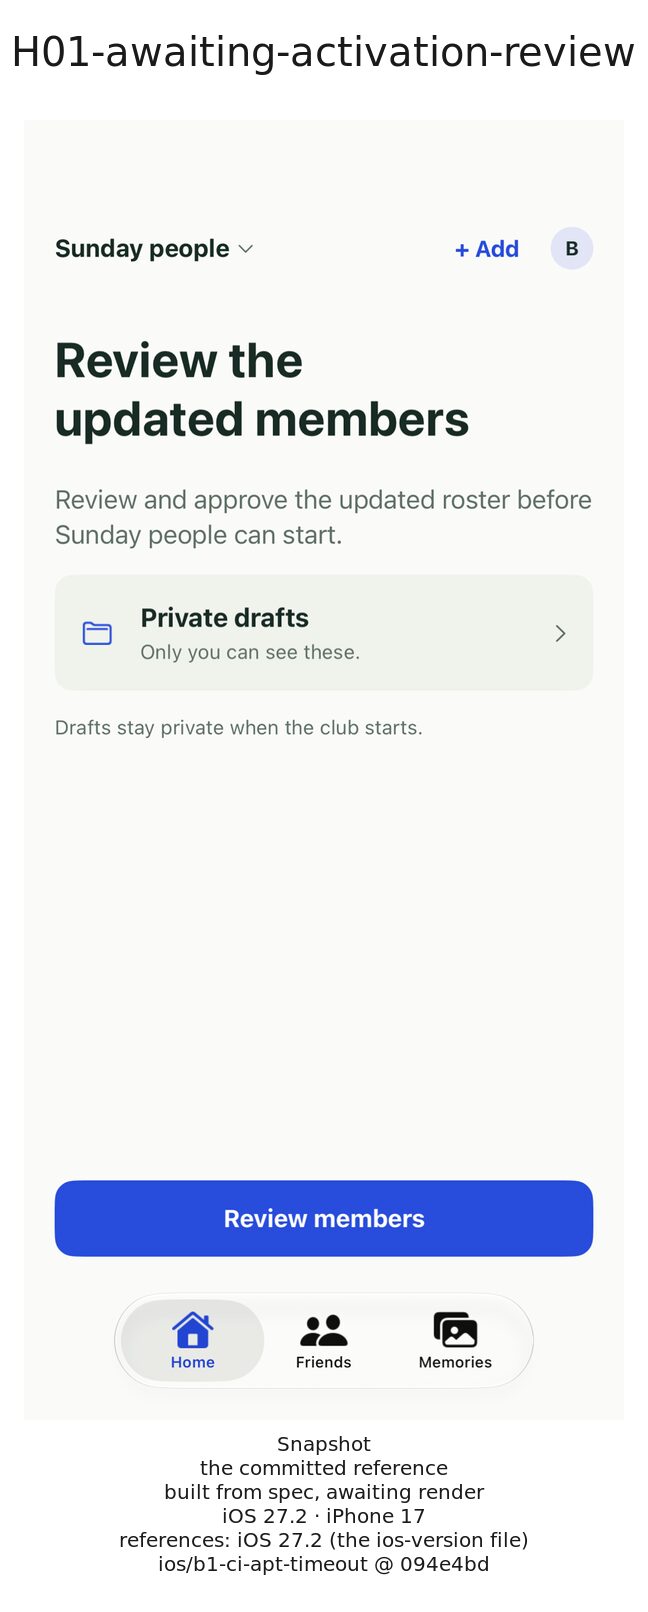 H01-awaiting-activation-review
Sunday people
+ Add
B
Review the
updated members
Review and approve the updated roster before
Sunday people can start.
Private drafts
Only you can see these.
Drafts stay private when the club starts.
Review members
Home
Friends
Memories
Snapshot
the committed reference
built from spec, awaiting render
iOS 27.2 · iPhone 17
references: iOS 27.2 (the ios-version file)
ios/b1-ci-apt-timeout @ 094e4bd